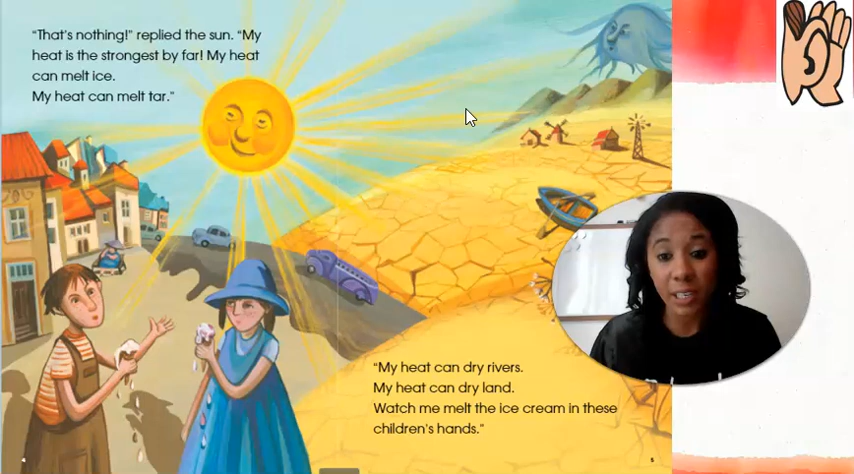 “That's nothing!” replied the sun. “My
heat is the strongest by far! My heat
can melt ice.
My heat can melt tar.”
“My heat can dry rivers.
My heat can dry land.
Watch me melt the ice cream in these
children's hands.”
4
5